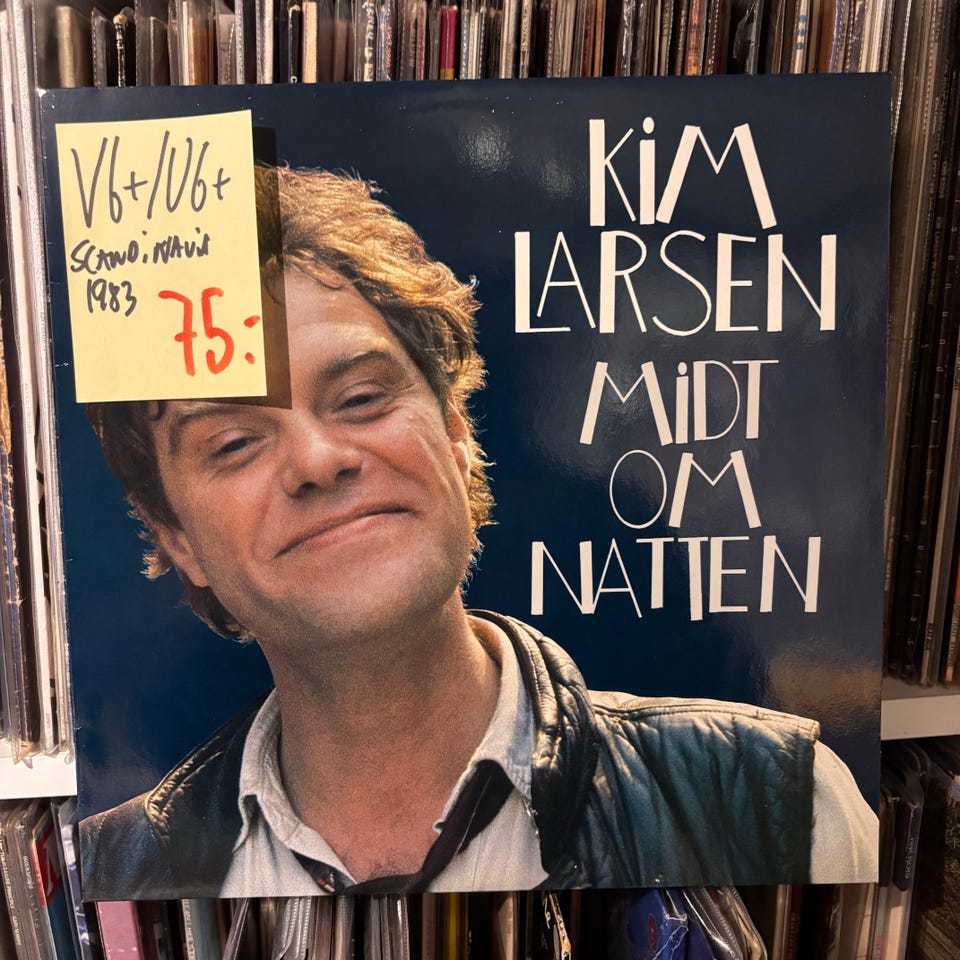 VG+/VG+
SCANDiNAViA
1983
75:
KiM
LARSEN
MiDT
OM
NATTEN